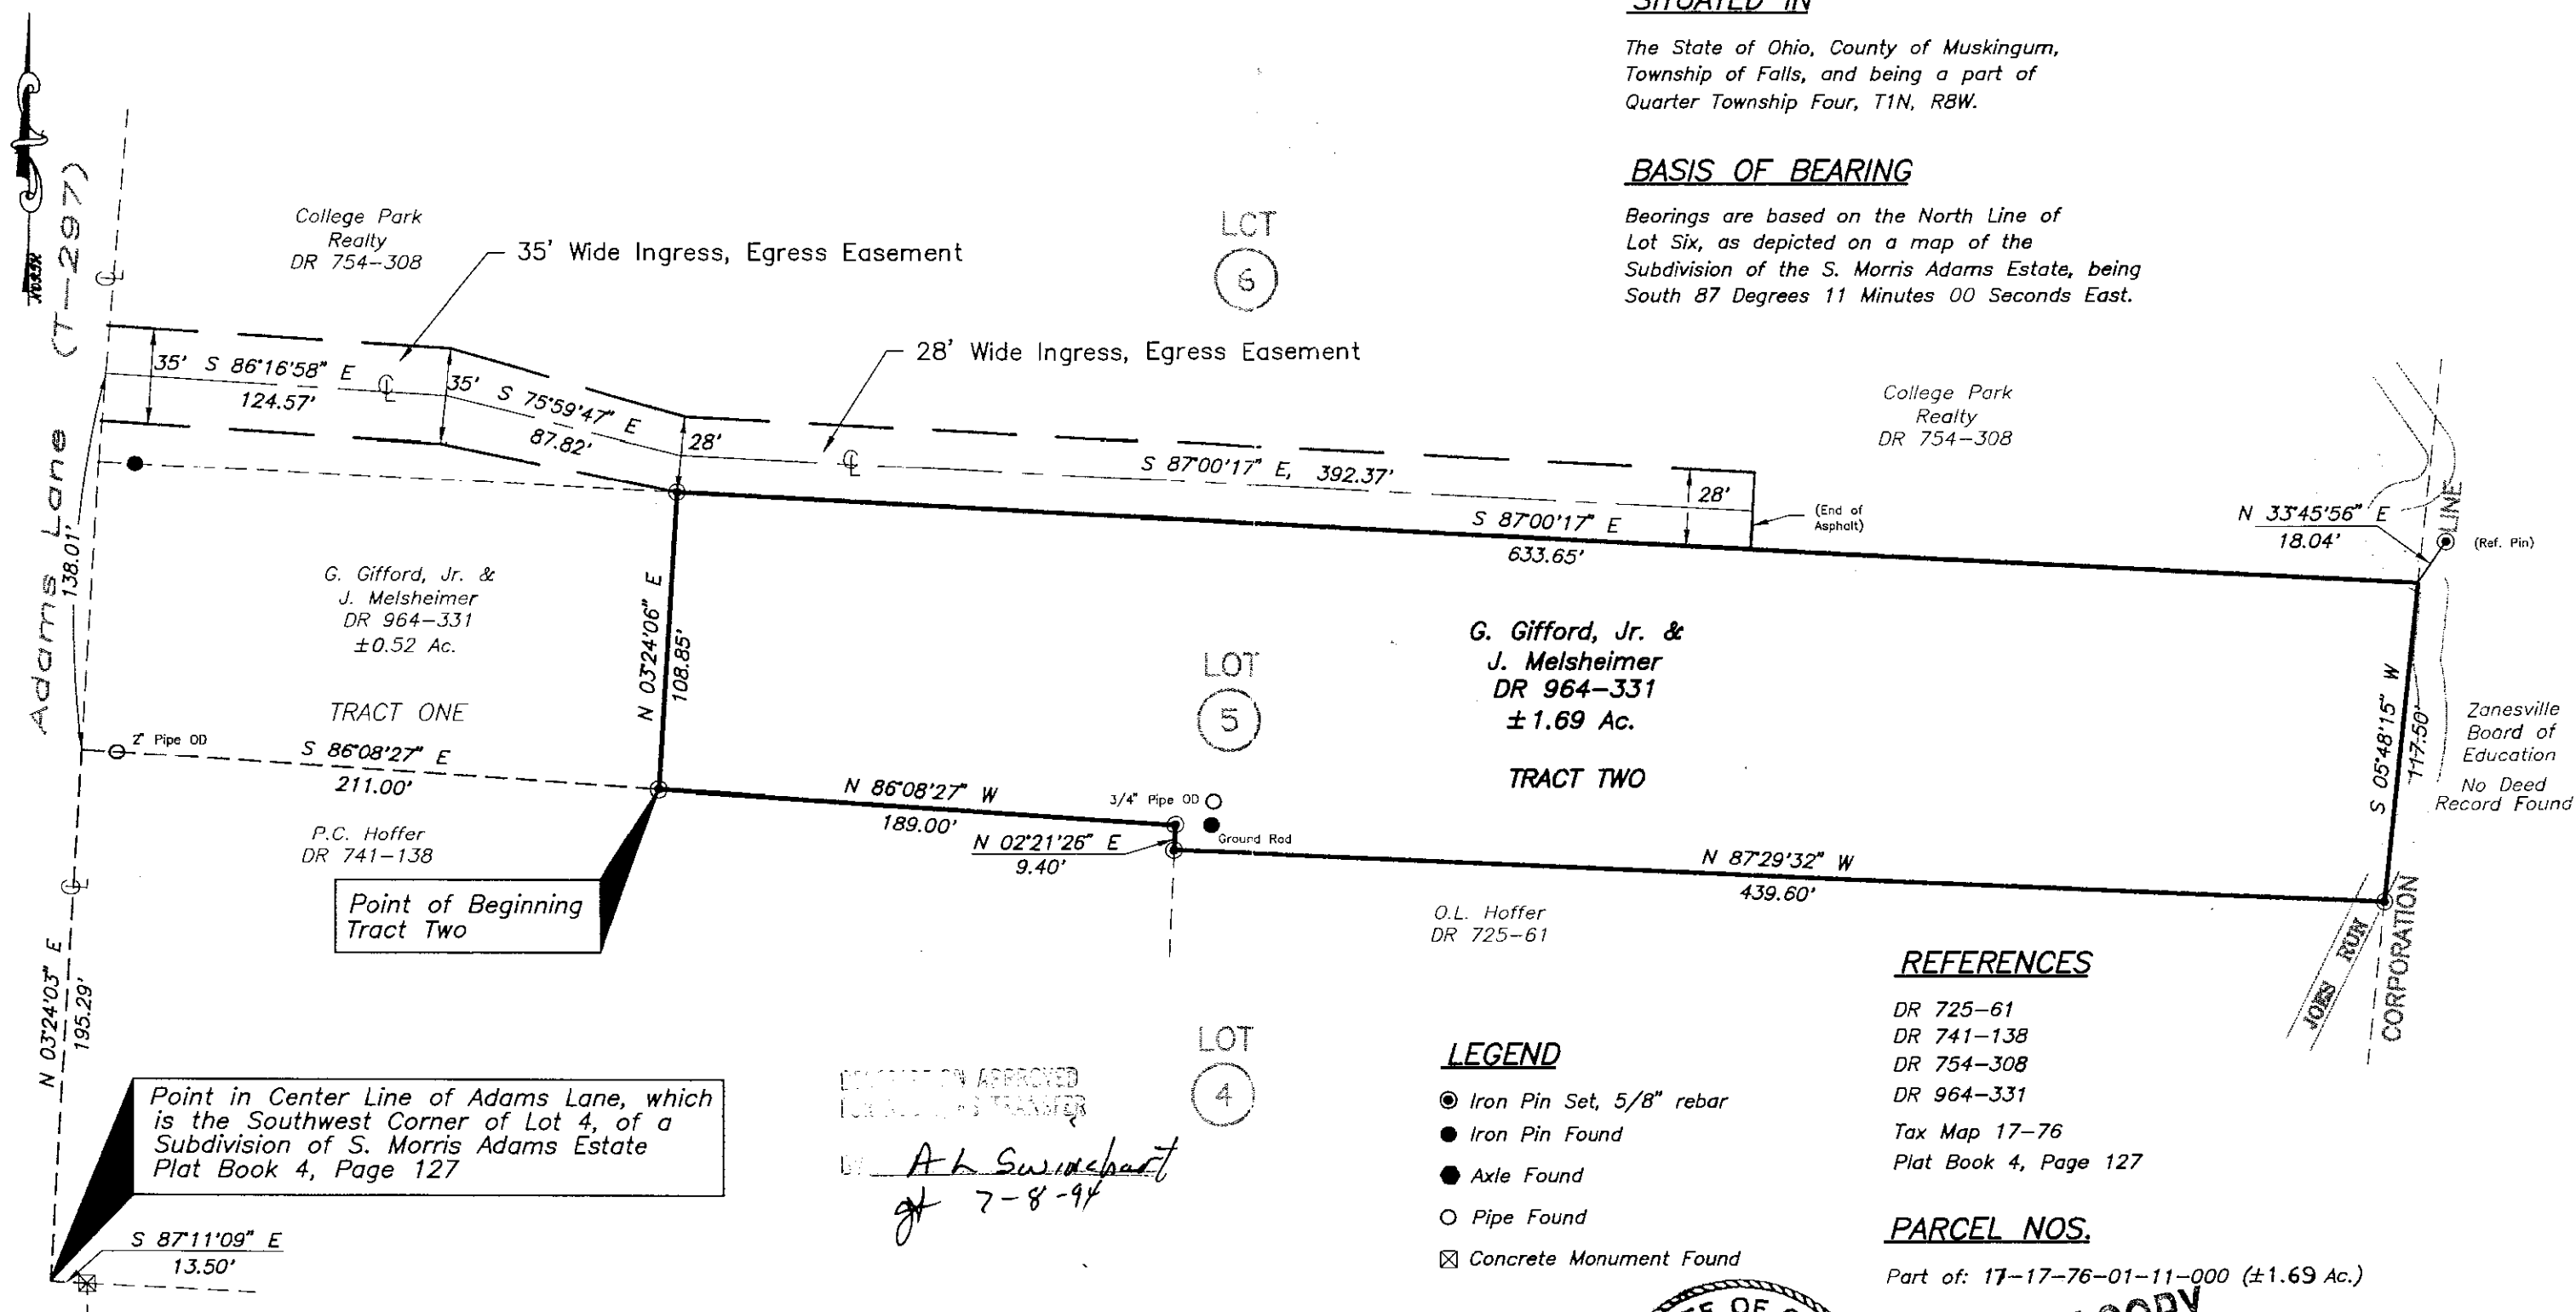 SITUATED IN
The State of Ohio, County of Muskingum,
Township of Falls, and being a part of
Quarter Township Four, T1N, R8W.
BASIS OF BEARING
Bearings are based on the North Line of
Lot Six, as depicted on a map of the
Subdivision of the S. Morris Adams Estate, being
South 87 Degrees 11 Minutes 00 Seconds East.
NORTH
Adams Lane (T-297)
College Park
Realty
DR 754-308
35' Wide Ingress, Egress Easement
LOT
6
28' Wide Ingress, Egress Easement
35' S 86°16'58" E
124.57'
35' S 75°59'47" E
87.82'
28'
S 87°00'17" E, 392.37'
28'
College Park
Realty
DR 754-308
S 87°00'17" E
633.65'
(End of
Asphalt)
N 33°45'56" E
18.04'
LINE
(Ref. Pin)
138.01'
G. Gifford, Jr. &
J. Melsheimer
DR 964-331
±0.52 Ac.
TRACT ONE
N 03°24'06" E
108.85'
LOT
5
G. Gifford, Jr. &
J. Melsheimer
DR 964-331
±1.69 Ac.
TRACT TWO
S 05°48'15" W
117.50'
Zanesville
Board of
Education
No Deed
Record Found
2" Pipe OD
S 86°08'27" E
211.00'
N 86°08'27" W
189.00'
3/4" Pipe OD
Ground Rod
N 02°21'26" E
9.40'
N 87°29'32" W
439.60'
P.C. Hoffer
DR 741-138
Point of Beginning
Tract Two
O.L. Hoffer
DR 725-61
JOES RUN
CORPORATION
N 03°24'03" E
195.29'
Point in Center Line of Adams Lane, which
is the Southwest Corner of Lot 4, of a
Subdivision of S. Morris Adams Estate
Plat Book 4, Page 127
S 87°11'09" E
13.50'
APPROVED
TRANSFER
BY A L Swinehart
7-8-94
LOT
4
LEGEND
Iron Pin Set, 5/8" rebar
Iron Pin Found
Axle Found
Pipe Found
Concrete Monument Found
REFERENCES
DR 725-61
DR 741-138
DR 754-308
DR 964-331
Tax Map 17-76
Plat Book 4, Page 127
PARCEL NOS.
Part of: 17-17-76-01-11-000 (±1.69 Ac.)
OF
COPY